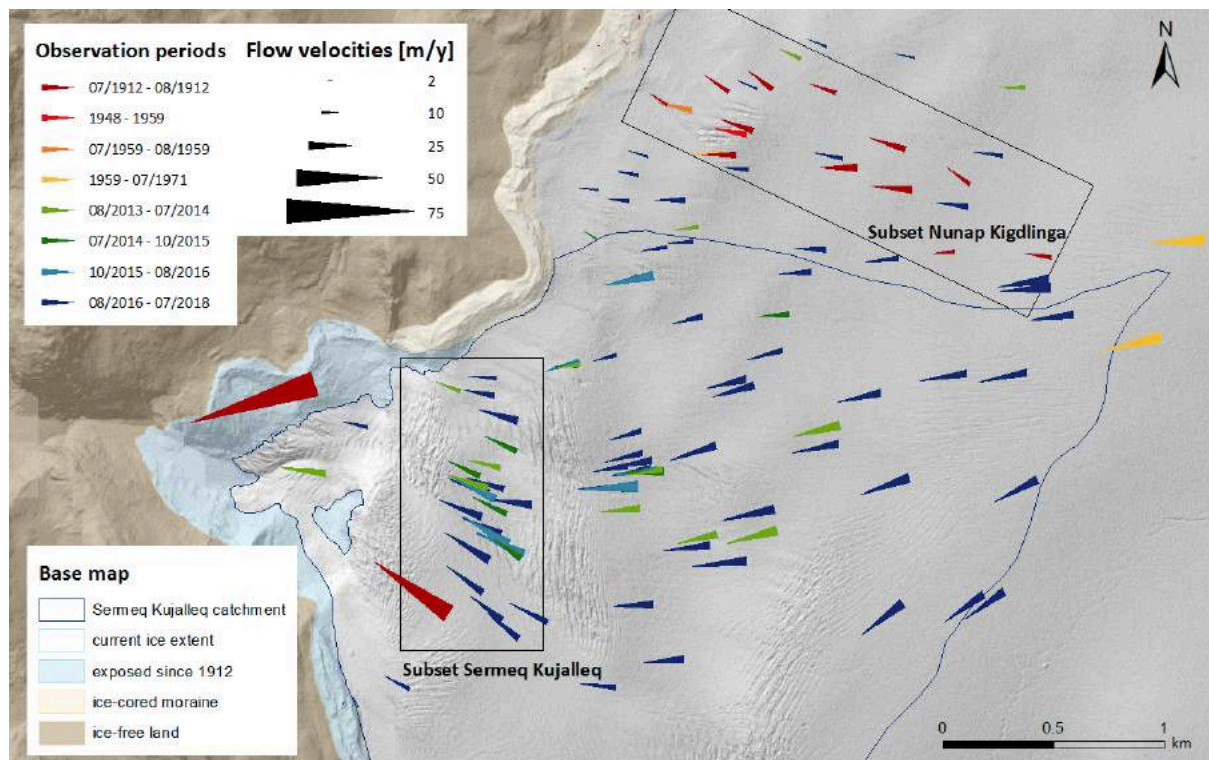 Observation periods
07/1912 - 08/1912
1948 - 1959
07/1959 - 08/1959
1959 - 07/1971
08/2013 - 07/2014
07/2014 - 10/2015
10/2015 - 08/2016
08/2016 - 07/2018
Flow velocities [m/y]
2
10
25
50
75
N
Subset Nunap Kigdlinga
Subset Sermeq Kujalleq
Base map
Sermeq Kujalleq catchment
current ice extent
exposed since 1912
ice-cored moraine
ice-free land
0 0.5 1
km